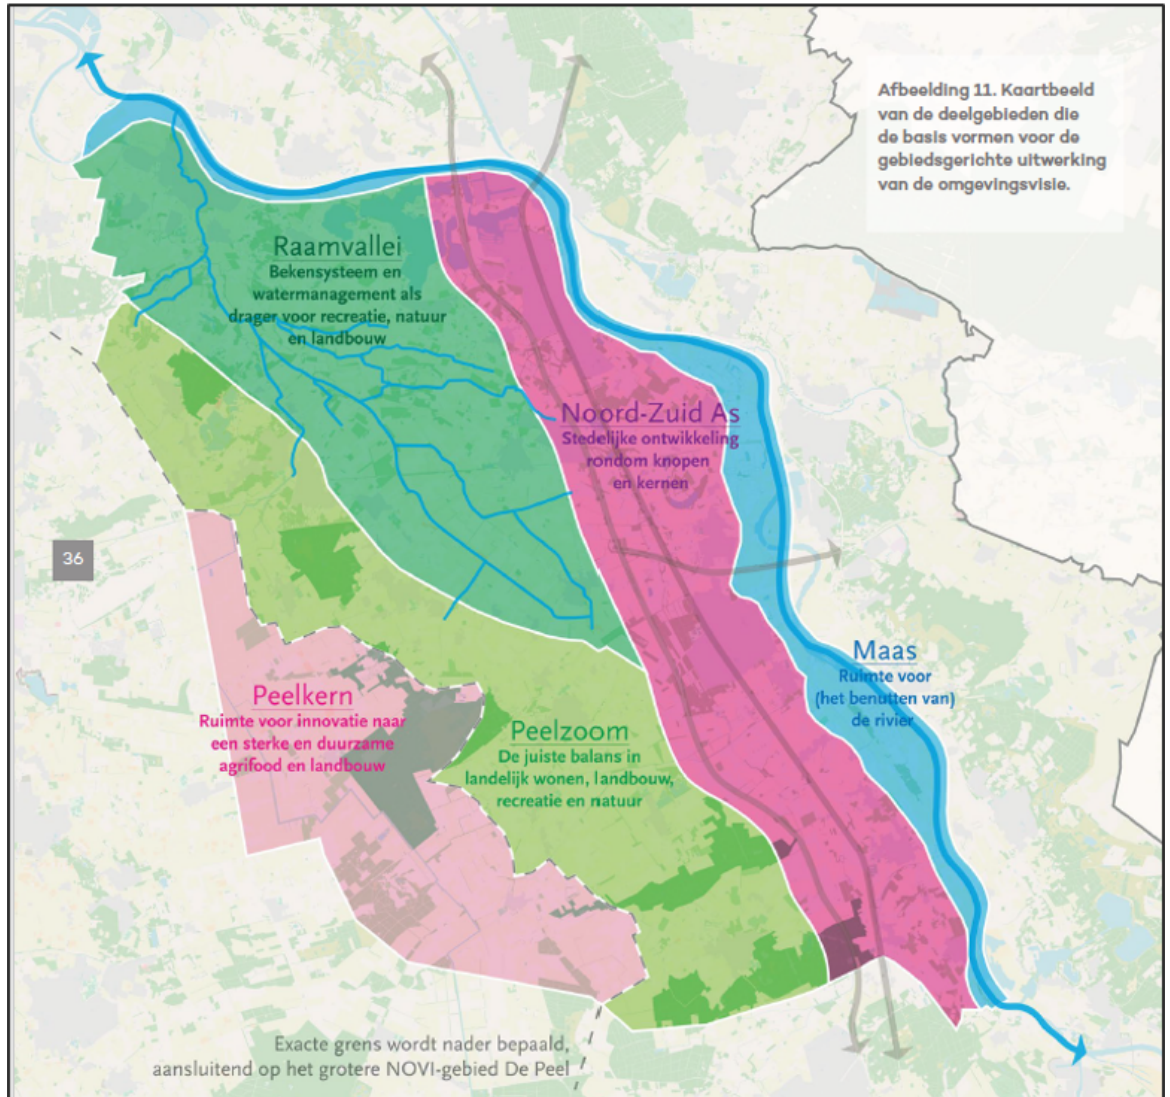 Afbeelding 11. Kaartbeeld
van de deelgebieden die
de basis vormen voor de
gebiedsgerichte uitwerking
van de omgevingsvisie.
Raamvallei
Bekensysteem en
watermanagement als
drager voor recreatie, natuur
en landbouw
Noord-Zuid As
Stedelijke ontwikkeling
rondom knopen
en kernen
36
Maas
Ruimte voor
(het benutten van)
de rivier
Peelkern
Ruimte voor innovatie naar
een sterke en duurzame
agrifood en landbouw
Peelzoom
De juiste balans in
landelijk wonen, landbouw,
recreatie en natuur
Exacte grens wordt nader bepaald,
aansluitend op het grotere NOVI-gebied De Peel